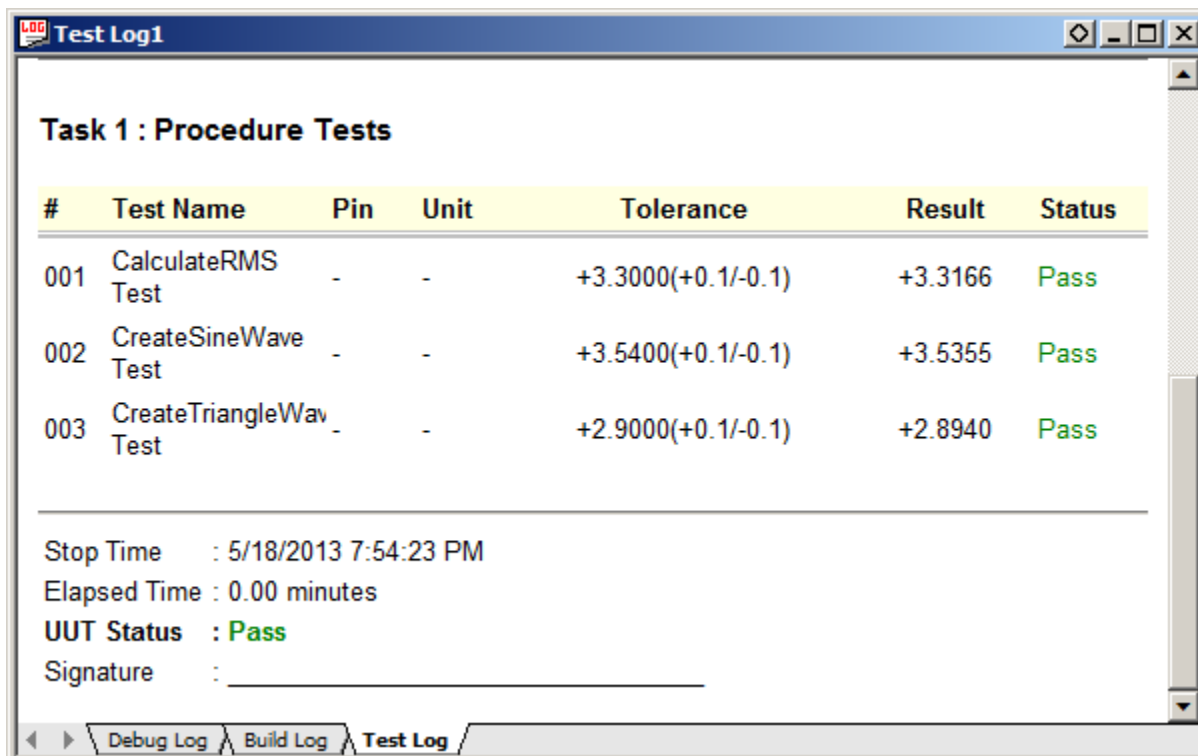 LOG Test Log1
Task 1 : Procedure Tests
# Test Name Pin Unit Tolerance Result Status
001 CalculateRMS Test - - +3.3000(+0.1/-0.1) +3.3166 Pass
002 CreateSineWave Test - - +3.5400(+0.1/-0.1) +3.5355 Pass
003 CreateTriangleWav Test - - +2.9000(+0.1/-0.1) +2.8940 Pass
Stop Time : 5/18/2013 7:54:23 PM
Elapsed Time : 0.00 minutes
UUT Status : Pass
Signature : ________________________________
Debug Log Build Log Test Log